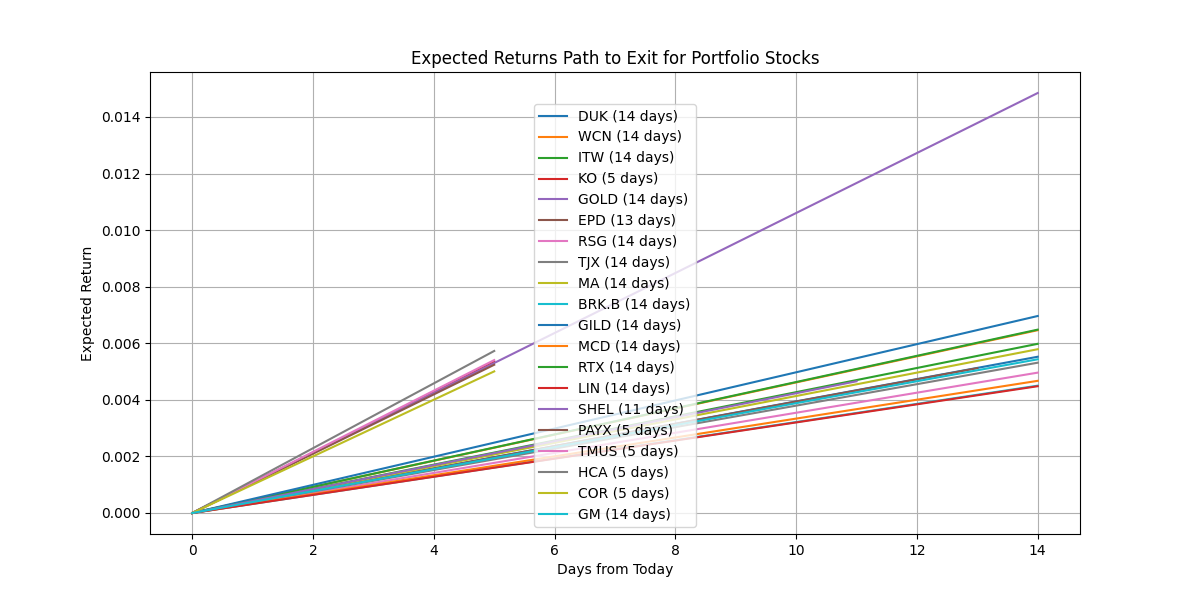 Expected Returns Path to Exit for Portfolio Stocks
Expected Return
0.014
0.012
0.010
0.008
0.006
0.004
0.002
0.000
DUK (14 days)
WCN (14 days)
ITW (14 days)
KO (5 days)
GOLD (14 days)
EPD (13 days)
RSG (14 days)
TJX (14 days)
MA (14 days)
BRK.B (14 days)
GILD (14 days)
MCD (14 days)
RTX (14 days)
LIN (14 days)
SHEL (11 days)
PAYX (5 days)
TMUS (5 days)
HCA (5 days)
COR (5 days)
GM (14 days)
0 2 4 6 8 10 12 14
Days from Today